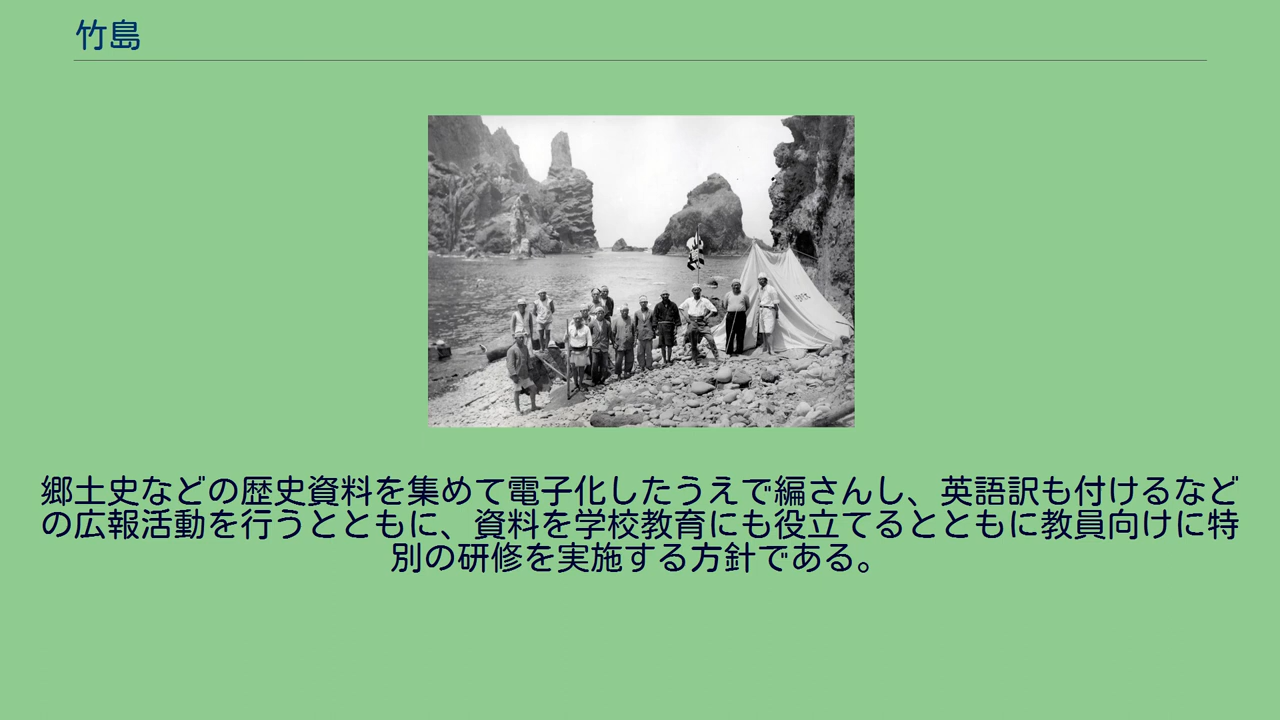 竹島
郷土史などの歴史資料を集めて電子化したうえで編さんし、英語訳も付けるなど
の広報活動を行うとともに、資料を学校教育にも役立てるとともに教員向けに特
別の研修を実施する方針である。